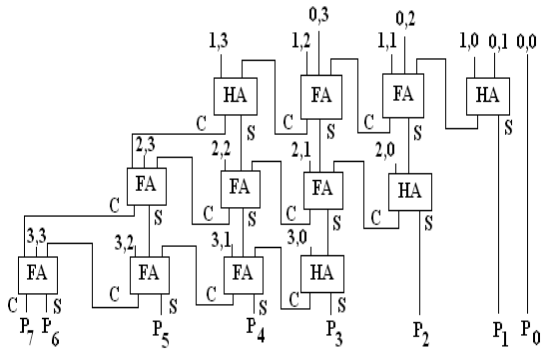 0,3 0,2
1,3 1,2 1,1 1,0 0,1 0,0
HA FA FA HA
C C S C S C S S
2,3 2,2 2,1 2,0
FA FA FA HA
C S C S C S C S
3,3 3,2 3,1 3,0
FA FA FA HA
C S C S C S C S
P7 P6 P5 P4 P3 P2 P1 P0